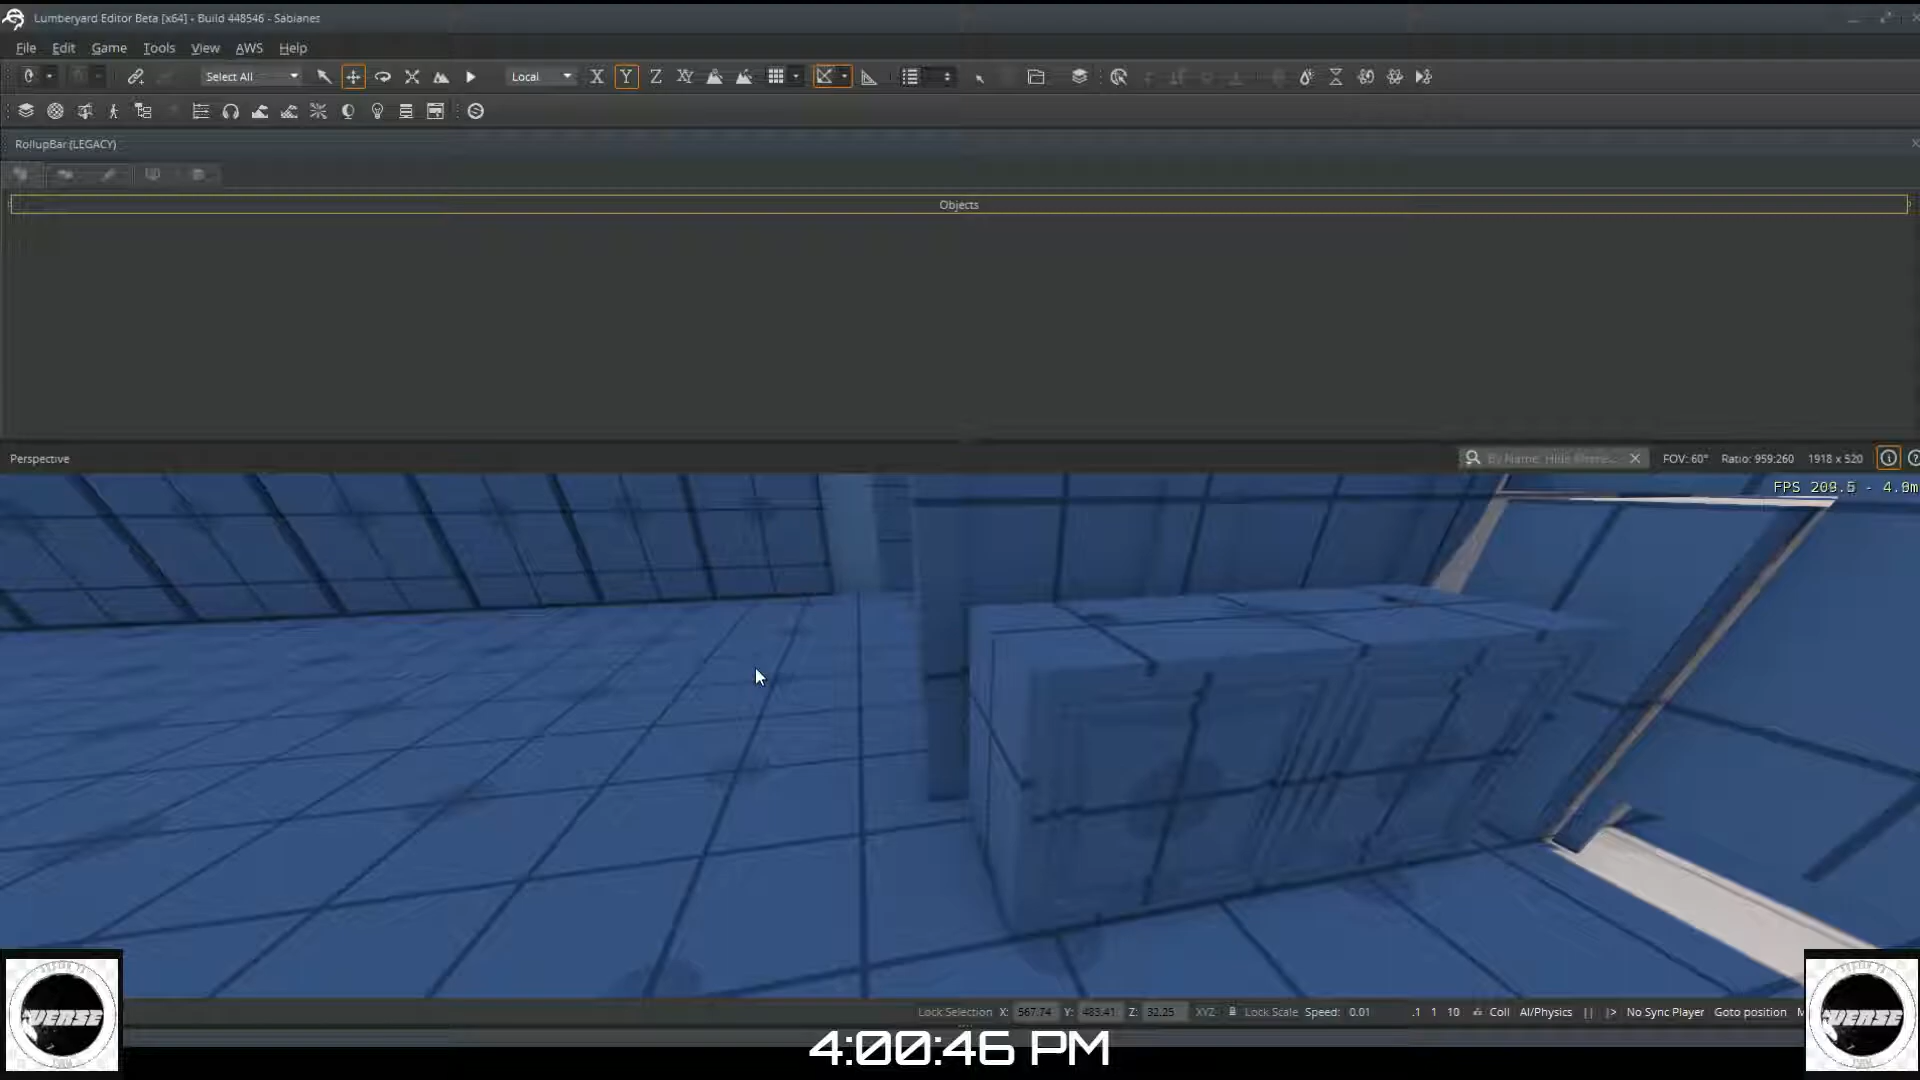 Lumberyard Editor Beta [x64] - Build 448546 - Sabianes
File Edit Game Tools View AWS Help
Select All Local X Y Z XY
RollupBar (LEGACY)
Objects
Perspective FOV: 60° Ratio: 959:260 1918 x 520
FPS 209.5 - 4.
Lock Selection X: 567.74 Y: 483.41 Z: 32.25 XYZ Lock Scale Speed: 0.01 .1 1 10 Coll AI/Physics No Sync Player Goto position
VERSE
VERSE
4:00:46 PM